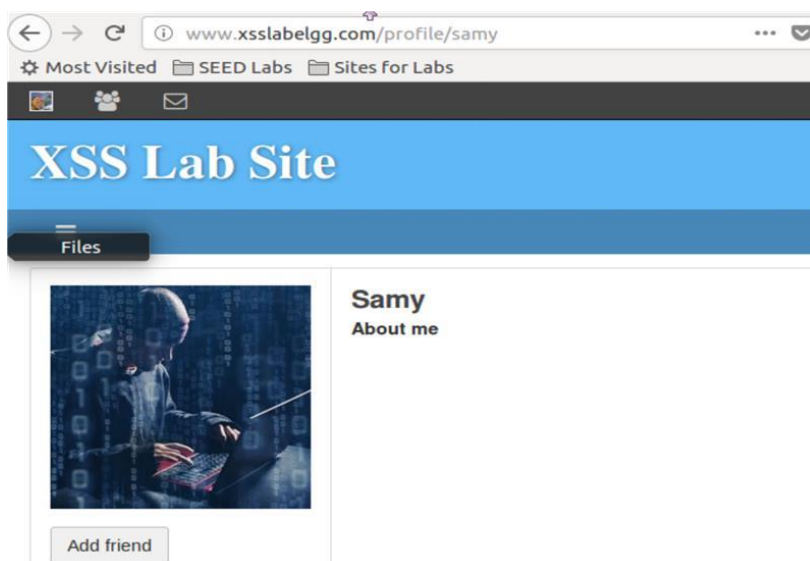 www.xsslabelgg.com/profile/samy
Most Visited SEED Labs Sites for Labs
XSS Lab Site
Files
Samy
About me
Add friend